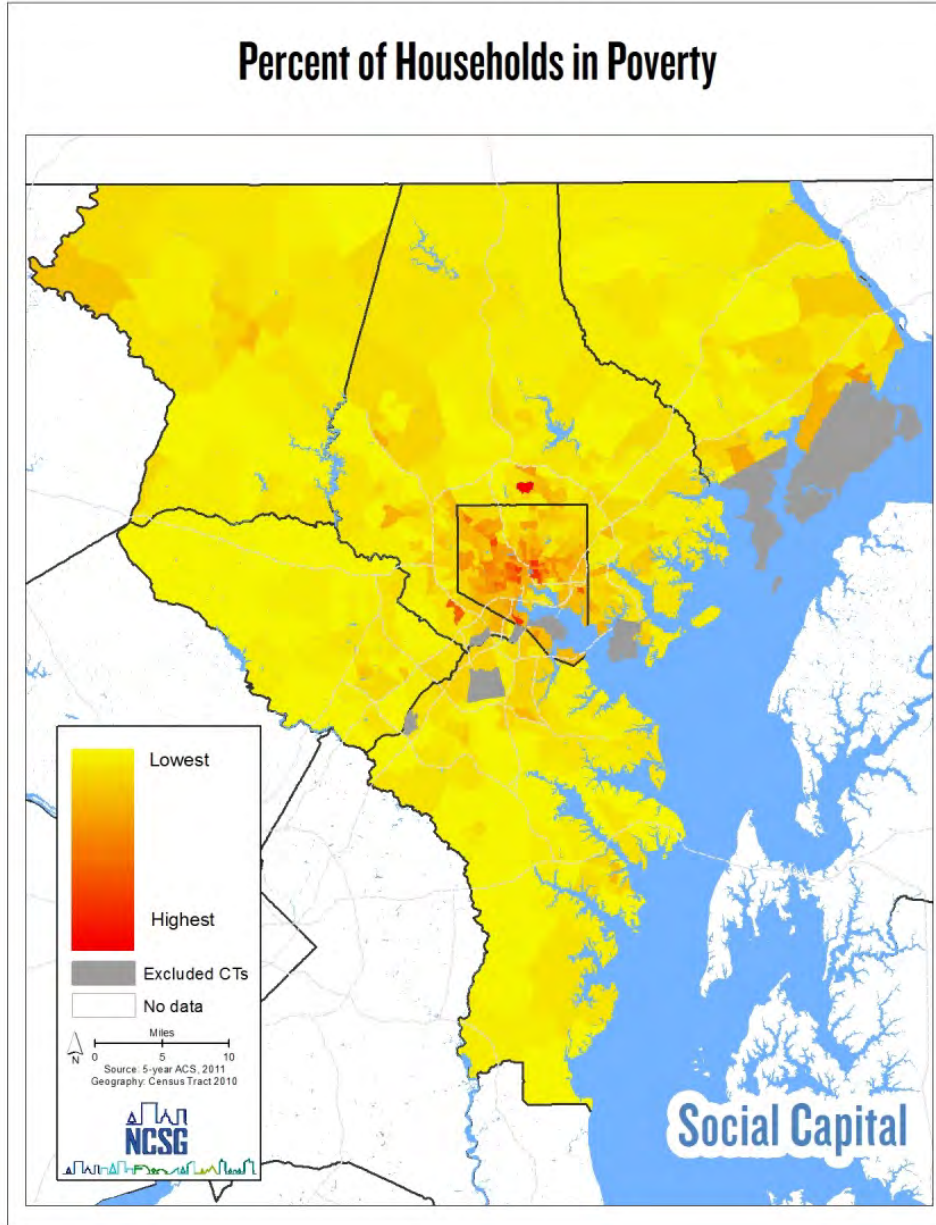 Percent of Households in Poverty
Lowest
Highest
Excluded CTs
No data
Miles
N
0 5 10
Source: 5-year ACS, 2011
Geography: Census Tract 2010
NCSG
Social Capital